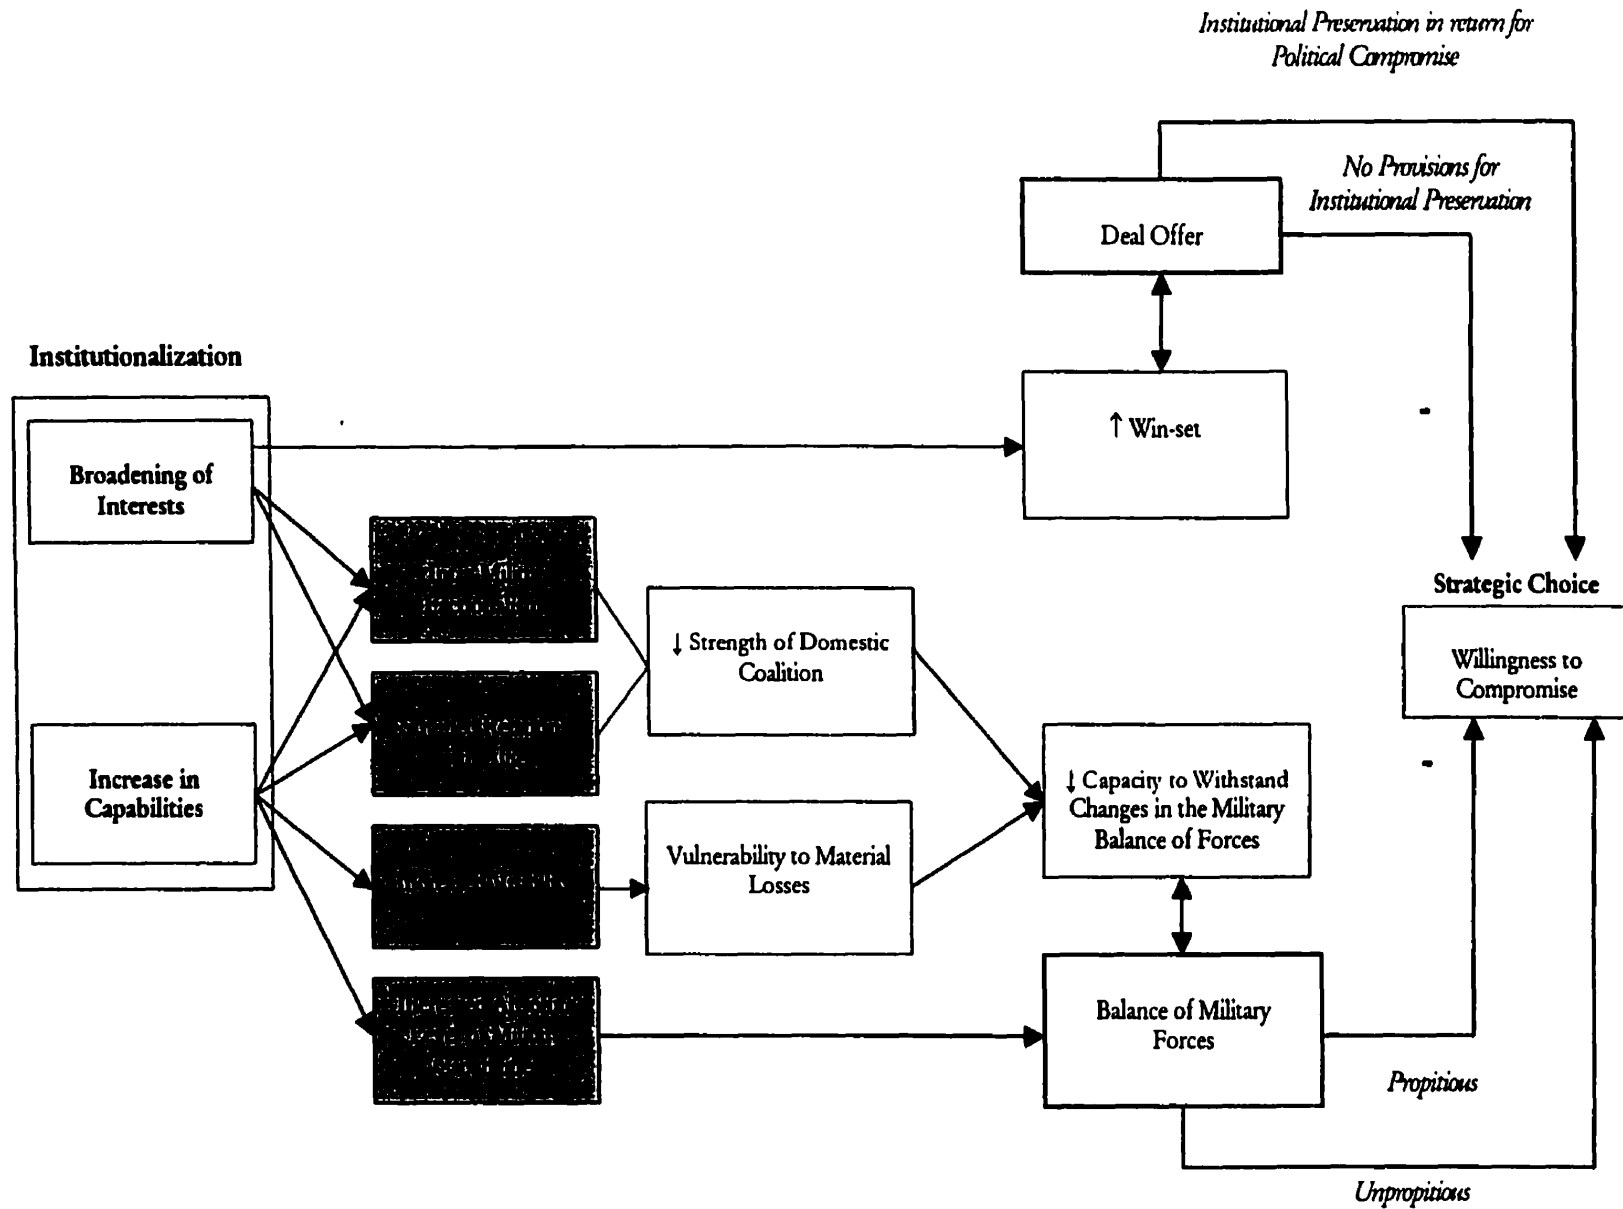 Institutional Preservation in return for
Political Compromise
No Provisions for
Institutional Preservation
Deal Offer
Institutionalization
↑ Win-set
Broadening of
Interests
Strategic Choice
↓ Strength of Domestic
Coalition
Willingness to
Compromise
Increase in
Capabilities
↓ Capacity to Withstand
Changes in the Military
Balance of Forces
Vulnerability to Material
Losses
Balance of Military
Forces
Propitious
Unpropitious